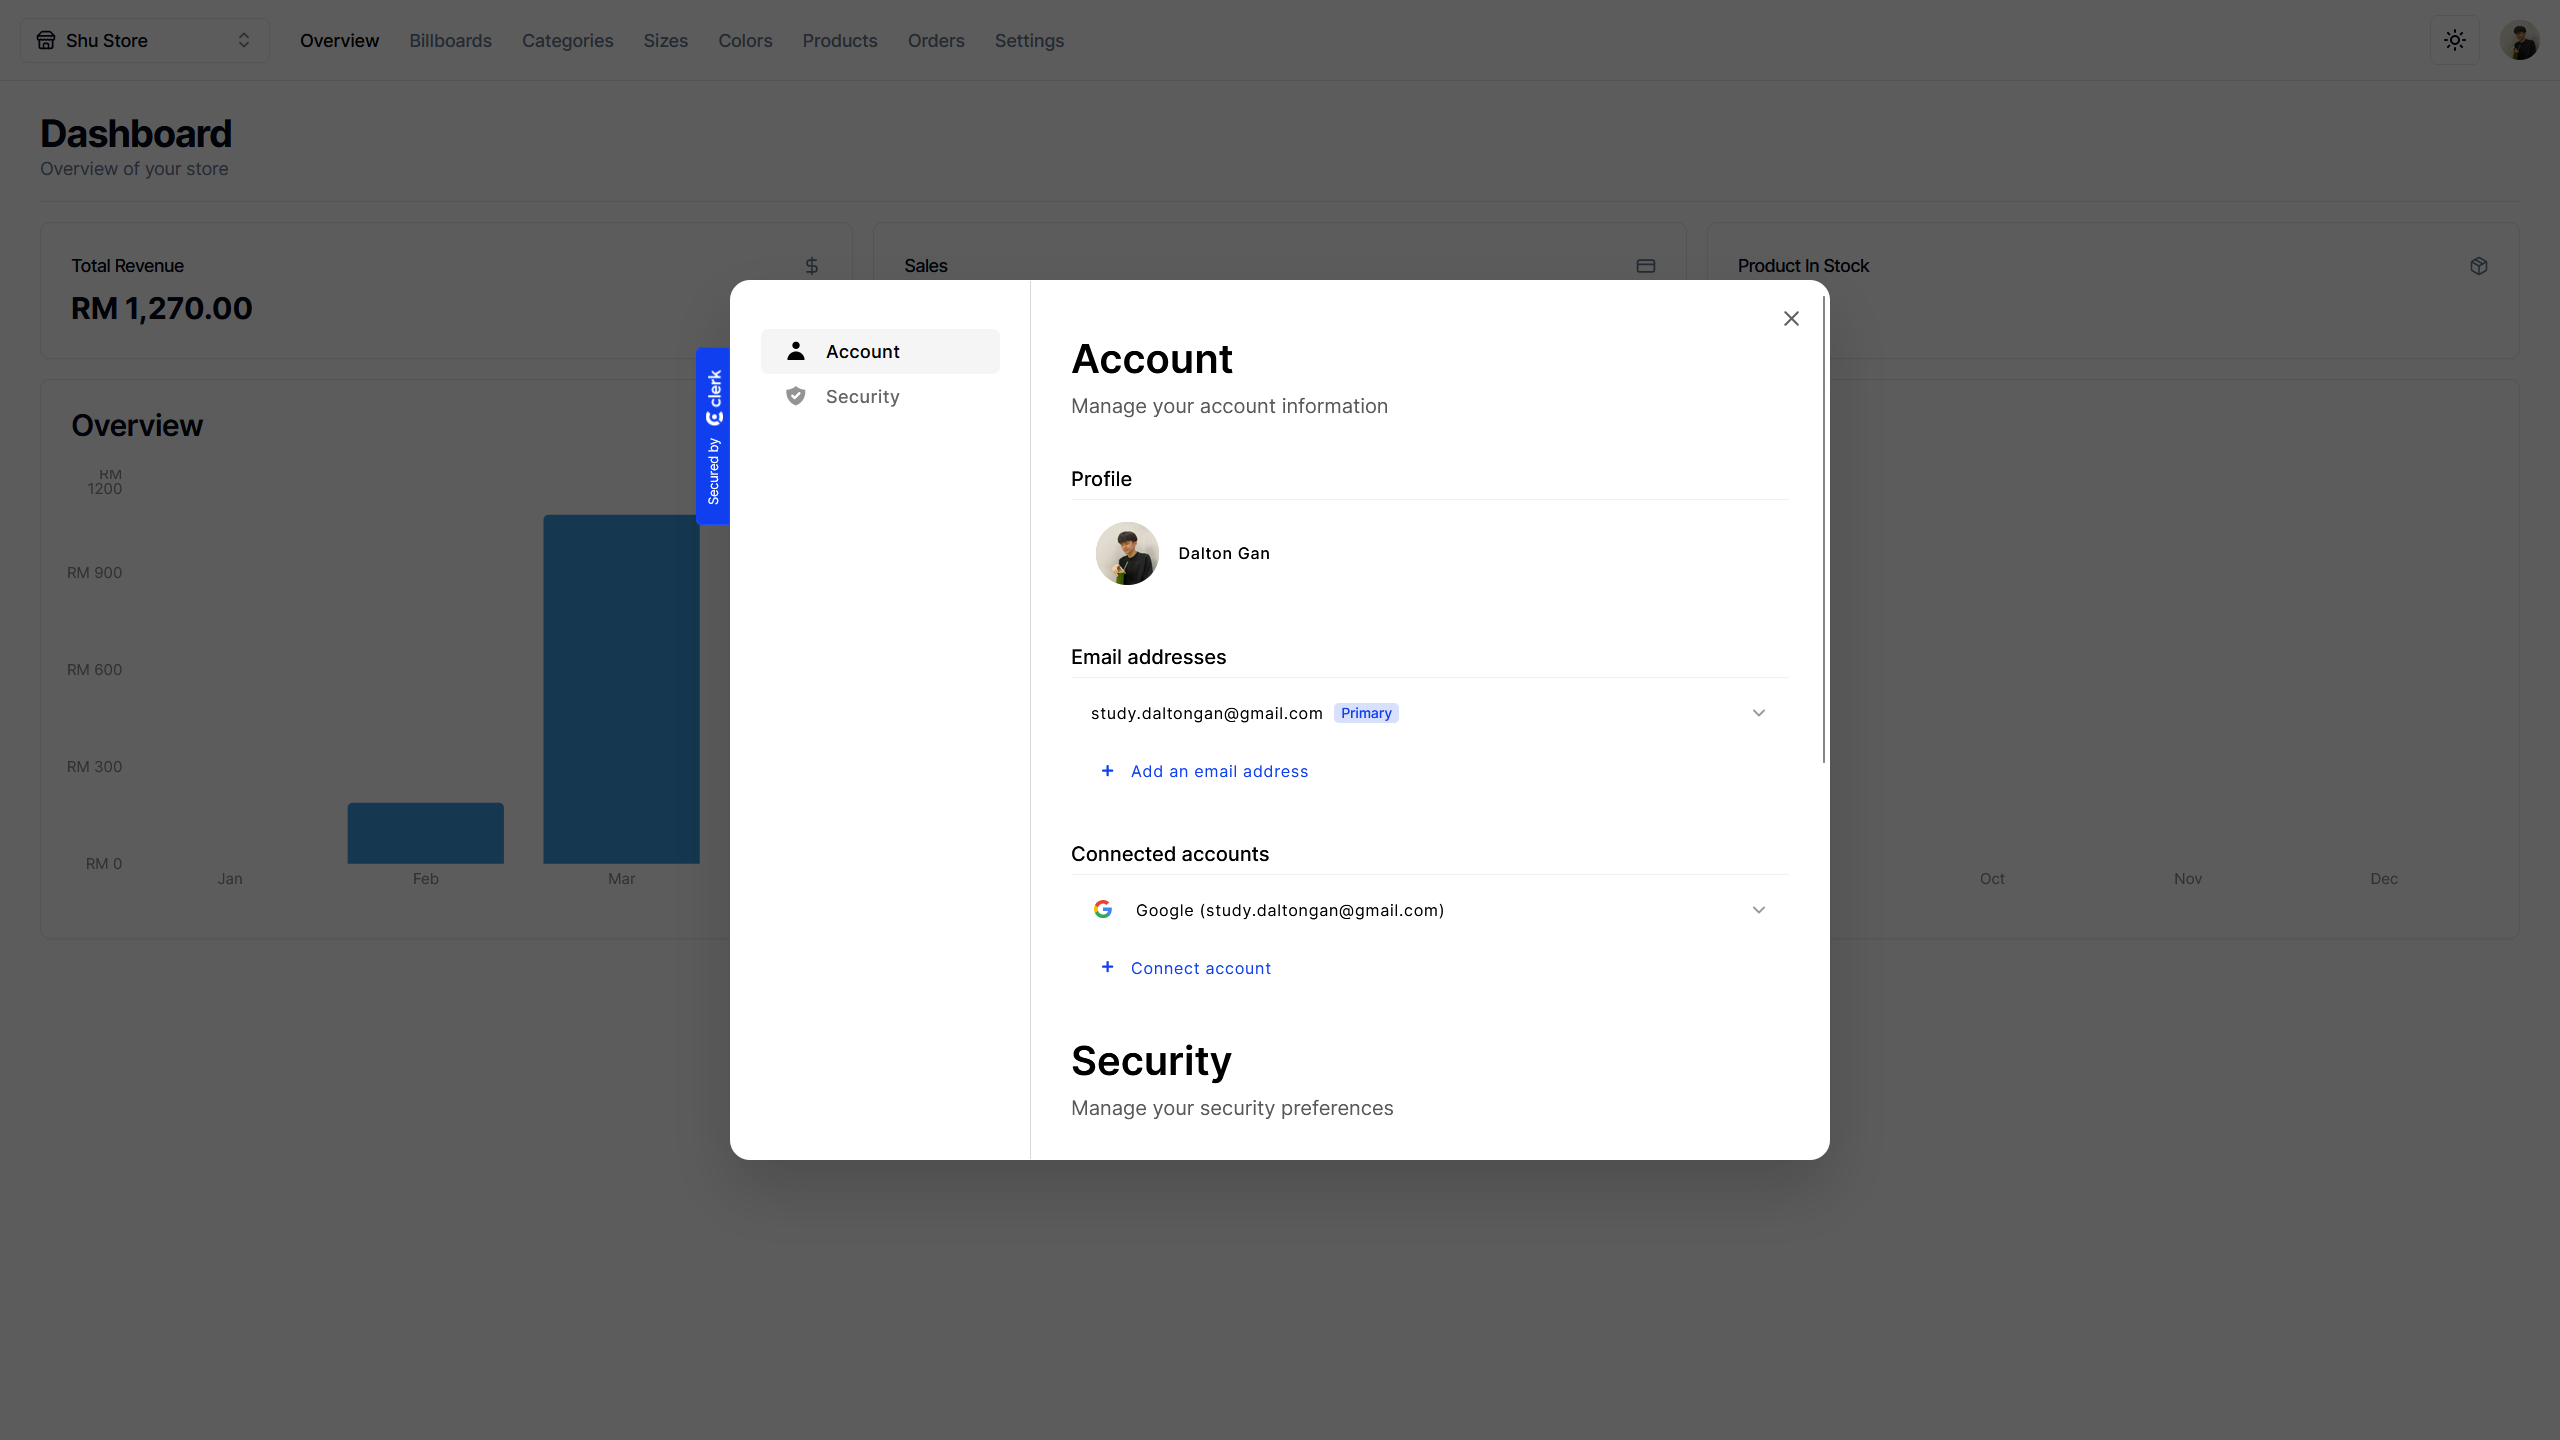 Shu Store
Overview
Billboards
Categories
Sizes
Colors
Products
Orders
Settings
Dashboard
Overview of your store
Total Revenue
RM 1,270.00
Sales
Product In Stock
Overview
RM
1200
RM 900
RM 600
RM 300
RM 0
Jan
Feb
Mar
Oct
Nov
Dec
Secured by clerk
Account
Security
Account
Manage your account information
Profile
Dalton Gan
Email addresses
study.daltongan@gmail.com Primary
+ Add an email address
Connected accounts
Google (study.daltongan@gmail.com)
+ Connect account
Security
Manage your security preferences